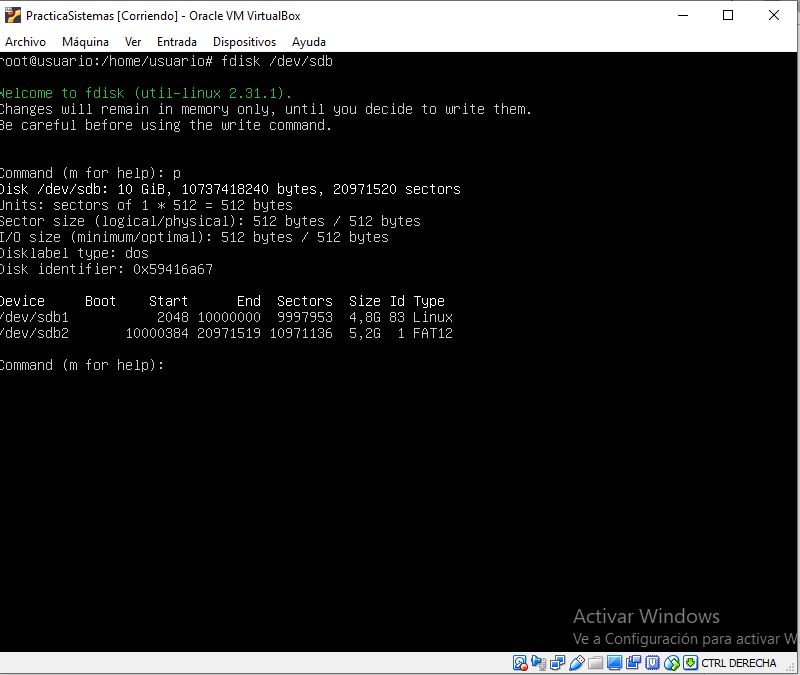 PracticaSistemas [Corriendo] - Oracle VM VirtualBox
Archivo Máquina Ver Entrada Dispositivos Ayuda
root@usuario:/home/usuario# fdisk /dev/sdb
Welcome to fdisk (util-linux 2.31.1).
Changes will remain in memory only, until you decide to write them.
Be careful before using the write command.
Command (m for help): p
Disk /dev/sdb: 10 GiB, 10737418240 bytes, 20971520 sectors
Units: sectors of 1 * 512 = 512 bytes
Sector size (logical/physical): 512 bytes / 512 bytes
I/O size (minimum/optimal): 512 bytes / 512 bytes
Disklabel type: dos
Disk identifier: 0x59416a67
Device Boot Start End Sectors Size Id Type
/dev/sdb1 2048 10000000 9997953 4,8G 83 Linux
/dev/sdb2 10000384 20971519 10971136 5,2G 1 FAT12
Command (m for help):
Activar Windows
Ve a Configuración para activar W
CTRL DERECHA